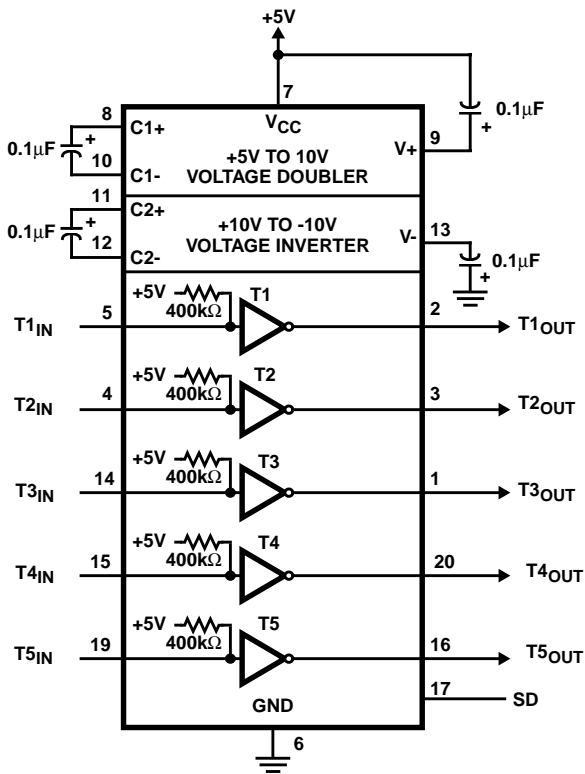 +5V
7
8
C1+
VCC
0.1µF
+
0.1µF
+
9
V+
10
C1-
+5V TO 10V
VOLTAGE DOUBLER
11
C2+
0.1µF
+
+10V TO -10V
VOLTAGE INVERTER
13
V-
12
C2-
0.1µF
+
+5V
400kΩ
T1
T1IN
5
2
T1OUT
+5V
400kΩ
T2
T2IN
4
3
T2OUT
+5V
400kΩ
T3
T3IN
14
1
T3OUT
+5V
400kΩ
T4
T4IN
15
20
T4OUT
+5V
400kΩ
T5
T5IN
19
16
T5OUT
17
SD
GND
6